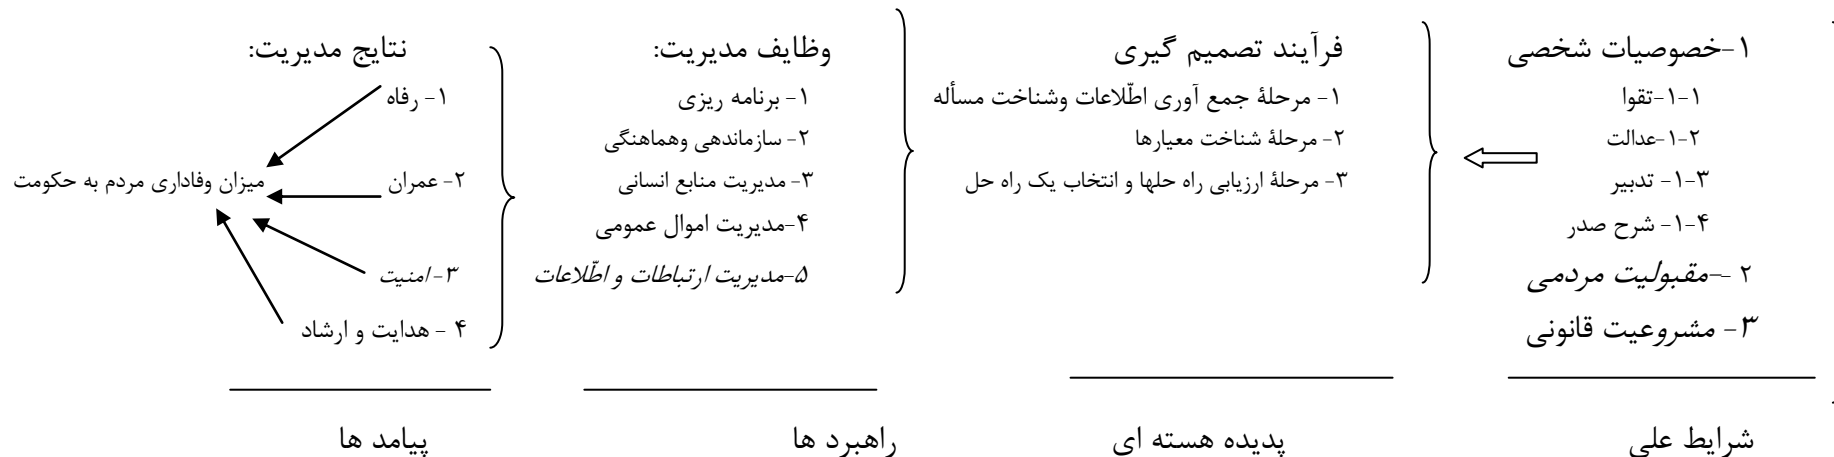 ۱-خصوصیات شخصی
۱-۱-تقوا
۱-۲-عدالت
۱-۳- تدبیر
۱-۴- شرح صدر
۲ –-مقبولیت مردمی
۳- مشروعیت قانونی
شرایط علی
فرآیند تصمیم گیری
۱- مرحلۀ جمع آوری اطّلاعات وشناخت مسأله
۲- مرحلۀ شناخت معیارها
۳- مرحلۀ ارزیابی راه حلها و انتخاب یک راه حل
پدیده هسته ای
وظایف مدیریت:
۱- برنامه ریزی
۲- سازماندهی وهماهنگی
۳- مدیریت منابع انسانی
۴-مدیریت اموال عمومی
۵-مدیریت ارتباطات و اطّلاعات
راهبرد ها
نتایج مدیریت:
۱- رفاه
۲- عمران
۳-امنیت
۴ - هدایت و ارشاد
میزان وفاداری مردم به حکومت
پیامد ها